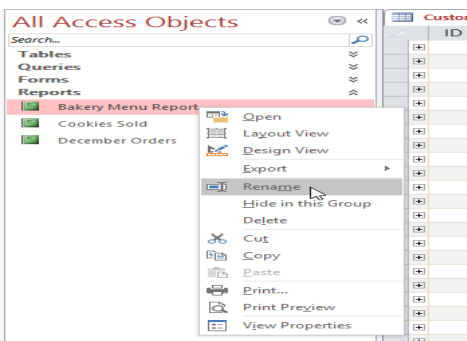 All Access Objects
Search...
Tables
Queries
Forms
Reports
Bakery Menu Report
Cookies Sold
December Orders
Open
Layout View
Design View
Export
Rename
Hide in this Group
Delete
Cut
Copy
Paste
Print...
Print Preview
View Properties
Custo
ID